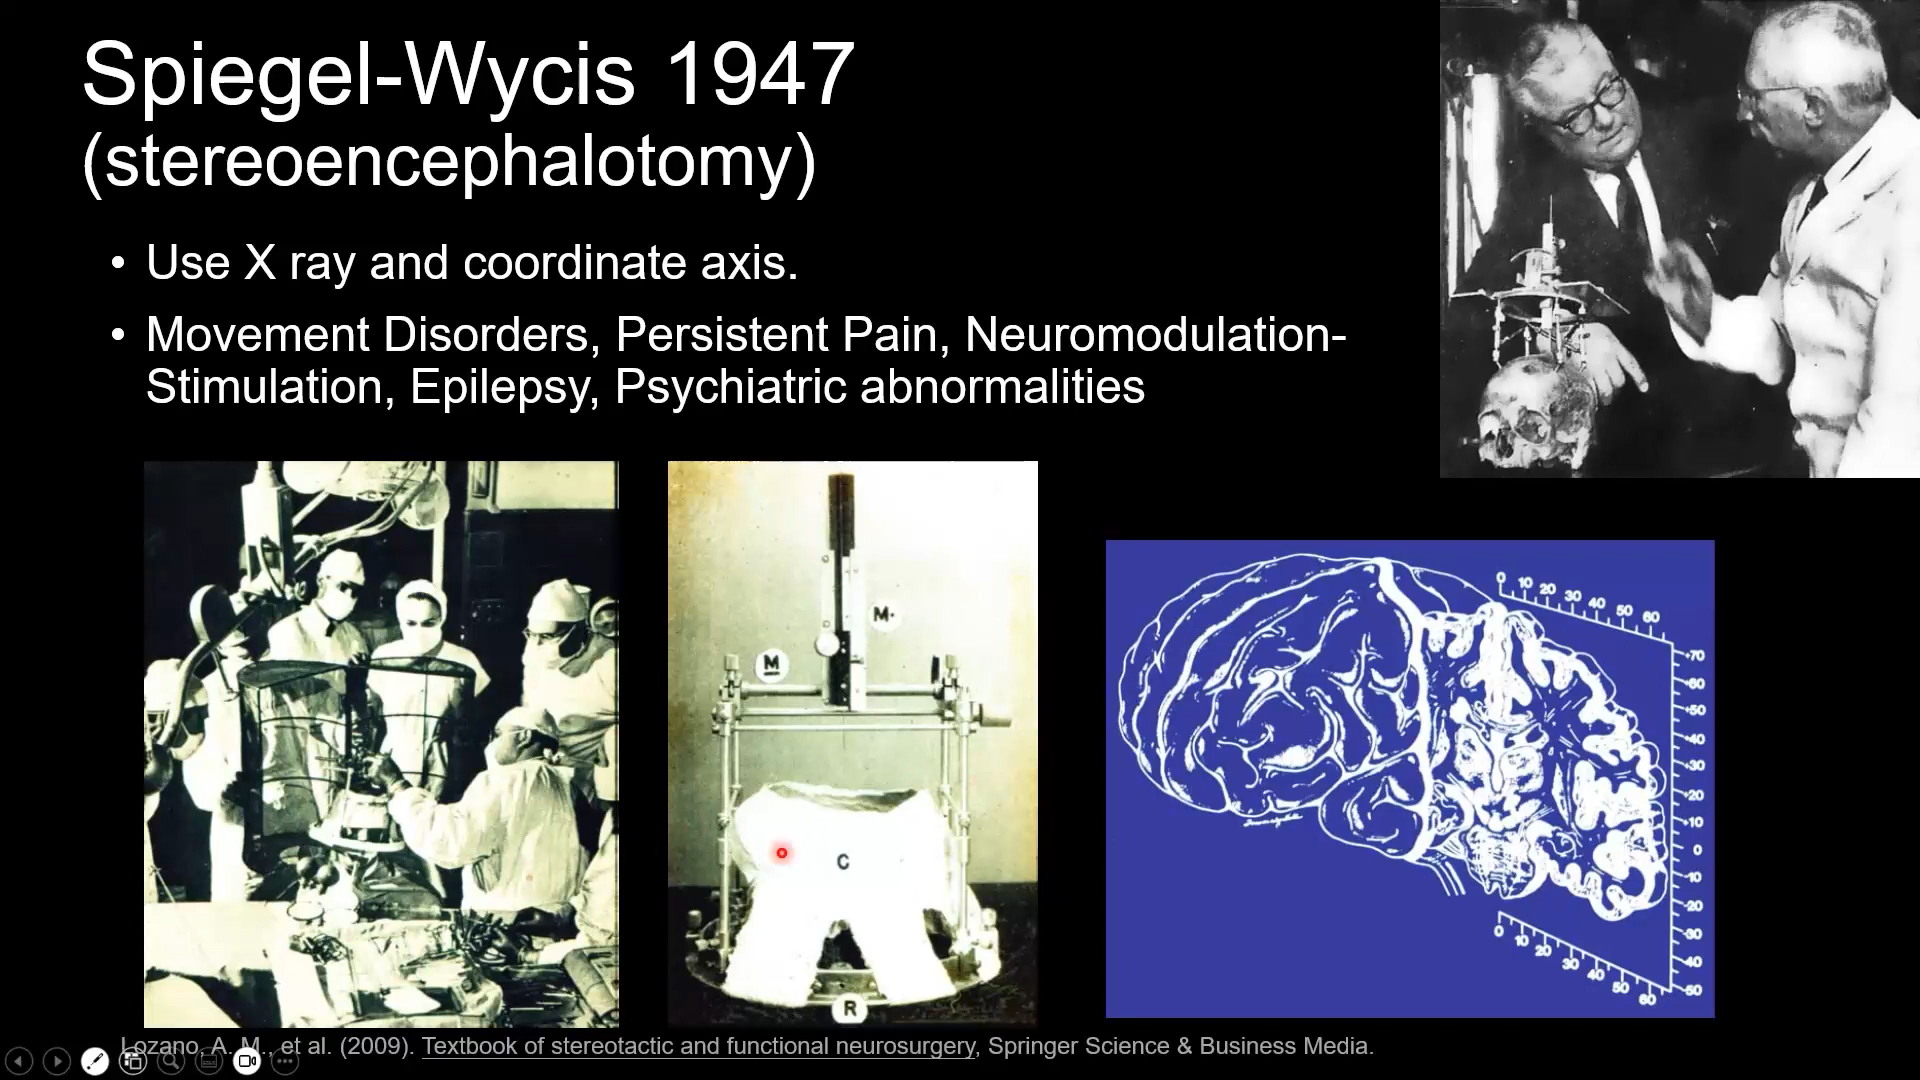 Spiegel-Wycis 1947
(stereoencephalotomy)
• Use X ray and coordinate axis.
• Movement Disorders, Persistent Pain, Neuromodulation-
Stimulation, Epilepsy, Psychiatric abnormalities
M·
M
C
R
0 10 20 30 40 50 60
+70
+60
+50
+40
+30
+20
+10
0
-10
-20
-30
-40
-50
0 10 20 30 40 50 60
Lozano, A. M., et al. (2009). Textbook of stereotactic and functional neurosurgery, Springer Science & Business Media.